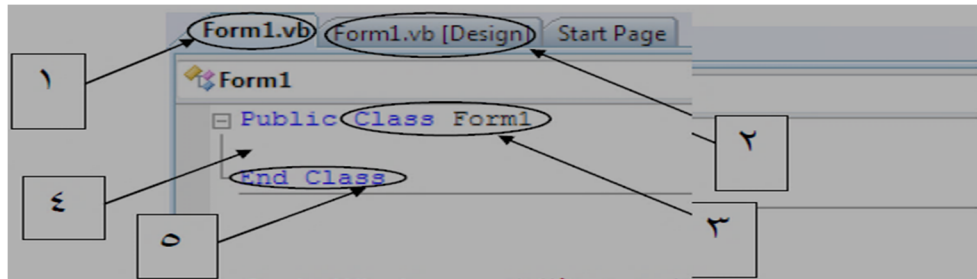 Form1.vb Form1.vb [Design] Start Page
١
Form1
Public Class Form1
٢
End Class
٤
٣
٥